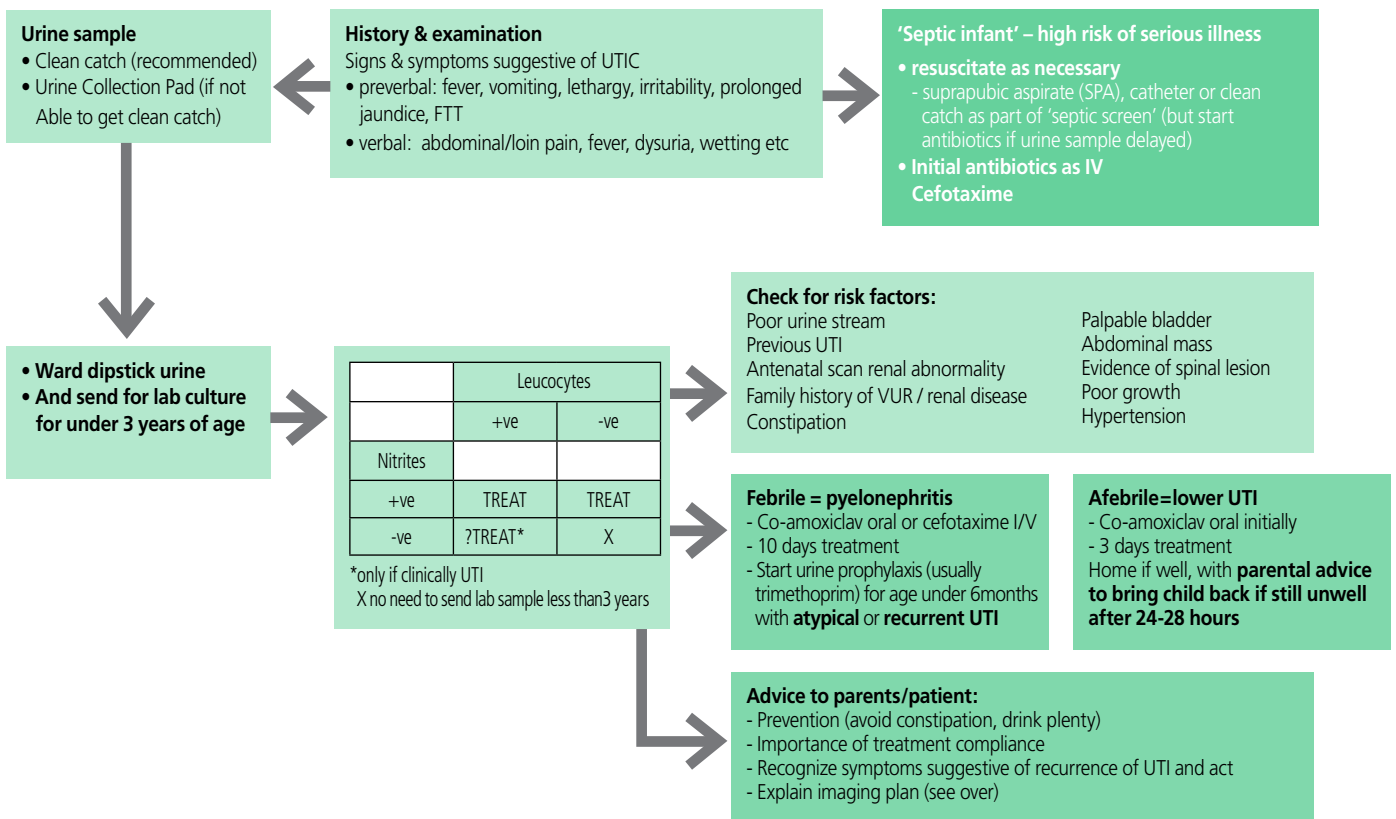 Urine sample
• Clean catch (recommended)
• Urine Collection Pad (if not
Able to get clean catch)
History & examination
Signs & symptoms suggestive of UTIC
• preverbal: fever, vomiting, lethargy, irritability, prolonged
jaundice, FTT
• verbal: abdominal/loin pain, fever, dysuria, wetting etc
‘Septic infant’ – high risk of serious illness
• resuscitate as necessary
- suprapubic aspirate (SPA), catheter or clean
catch as part of ‘septic screen’ (but start
antibiotics if urine sample delayed)
• Initial antibiotics as IV
Cefotaxime
• Ward dipstick urine
• And send for lab culture
for under 3 years of age
Leucocytes
+ve -ve
Nitrites
+ve TREAT TREAT
-ve ?TREAT* X
*only if clinically UTI
X no need to send lab sample less than3 years
Check for risk factors:
Poor urine stream
Previous UTI
Antenatal scan renal abnormality
Family history of VUR / renal disease
Constipation
Palpable bladder
Abdominal mass
Evidence of spinal lesion
Poor growth
Hypertension
Febrile = pyelonephritis
- Co-amoxiclav oral or cefotaxime I/V
- 10 days treatment
- Start urine prophylaxis (usually
trimethoprim) for age under 6months
with atypical or recurrent UTI
Afebrile=lower UTI
- Co-amoxiclav oral initially
- 3 days treatment
Home if well, with parental advice
to bring child back if still unwell
after 24-28 hours
Advice to parents/patient:
- Prevention (avoid constipation, drink plenty)
- Importance of treatment compliance
- Recognize symptoms suggestive of recurrence of UTI and act
- Explain imaging plan (see over)